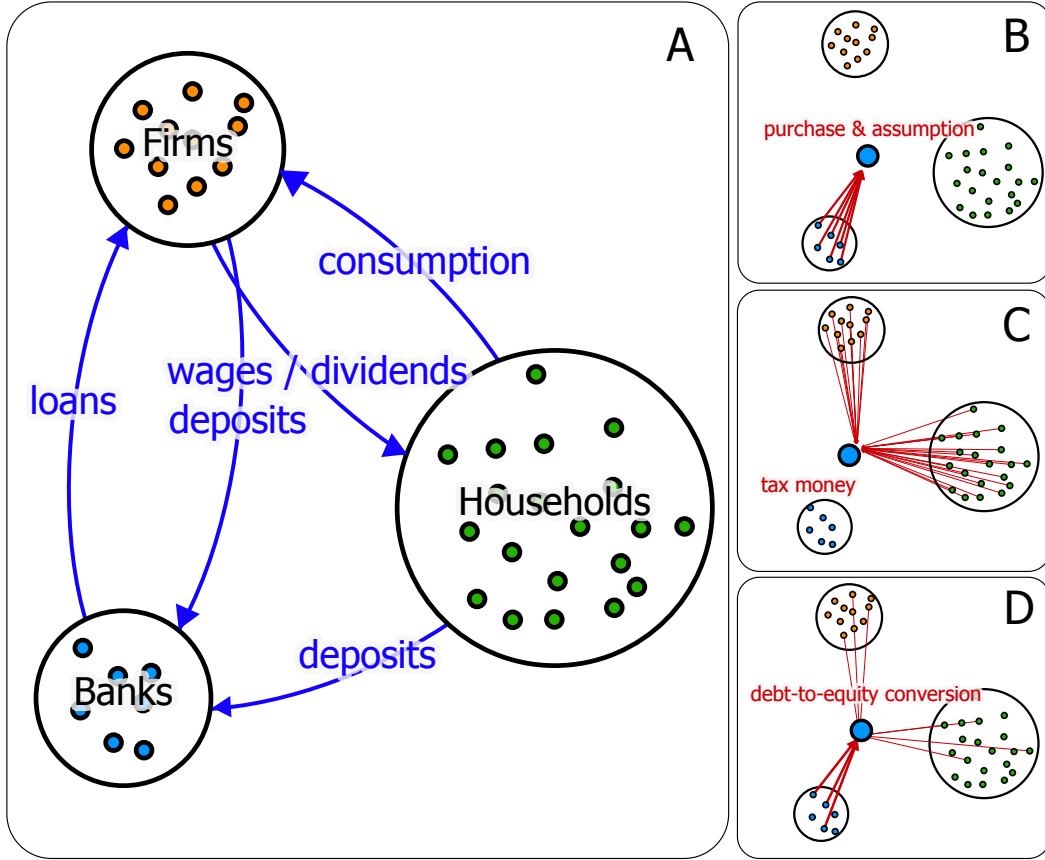 A
Firms
consumption
wages / dividends
loans
deposits
Households
deposits
Banks
B
purchase & assumption
C
tax money
D
debt-to-equity conversion